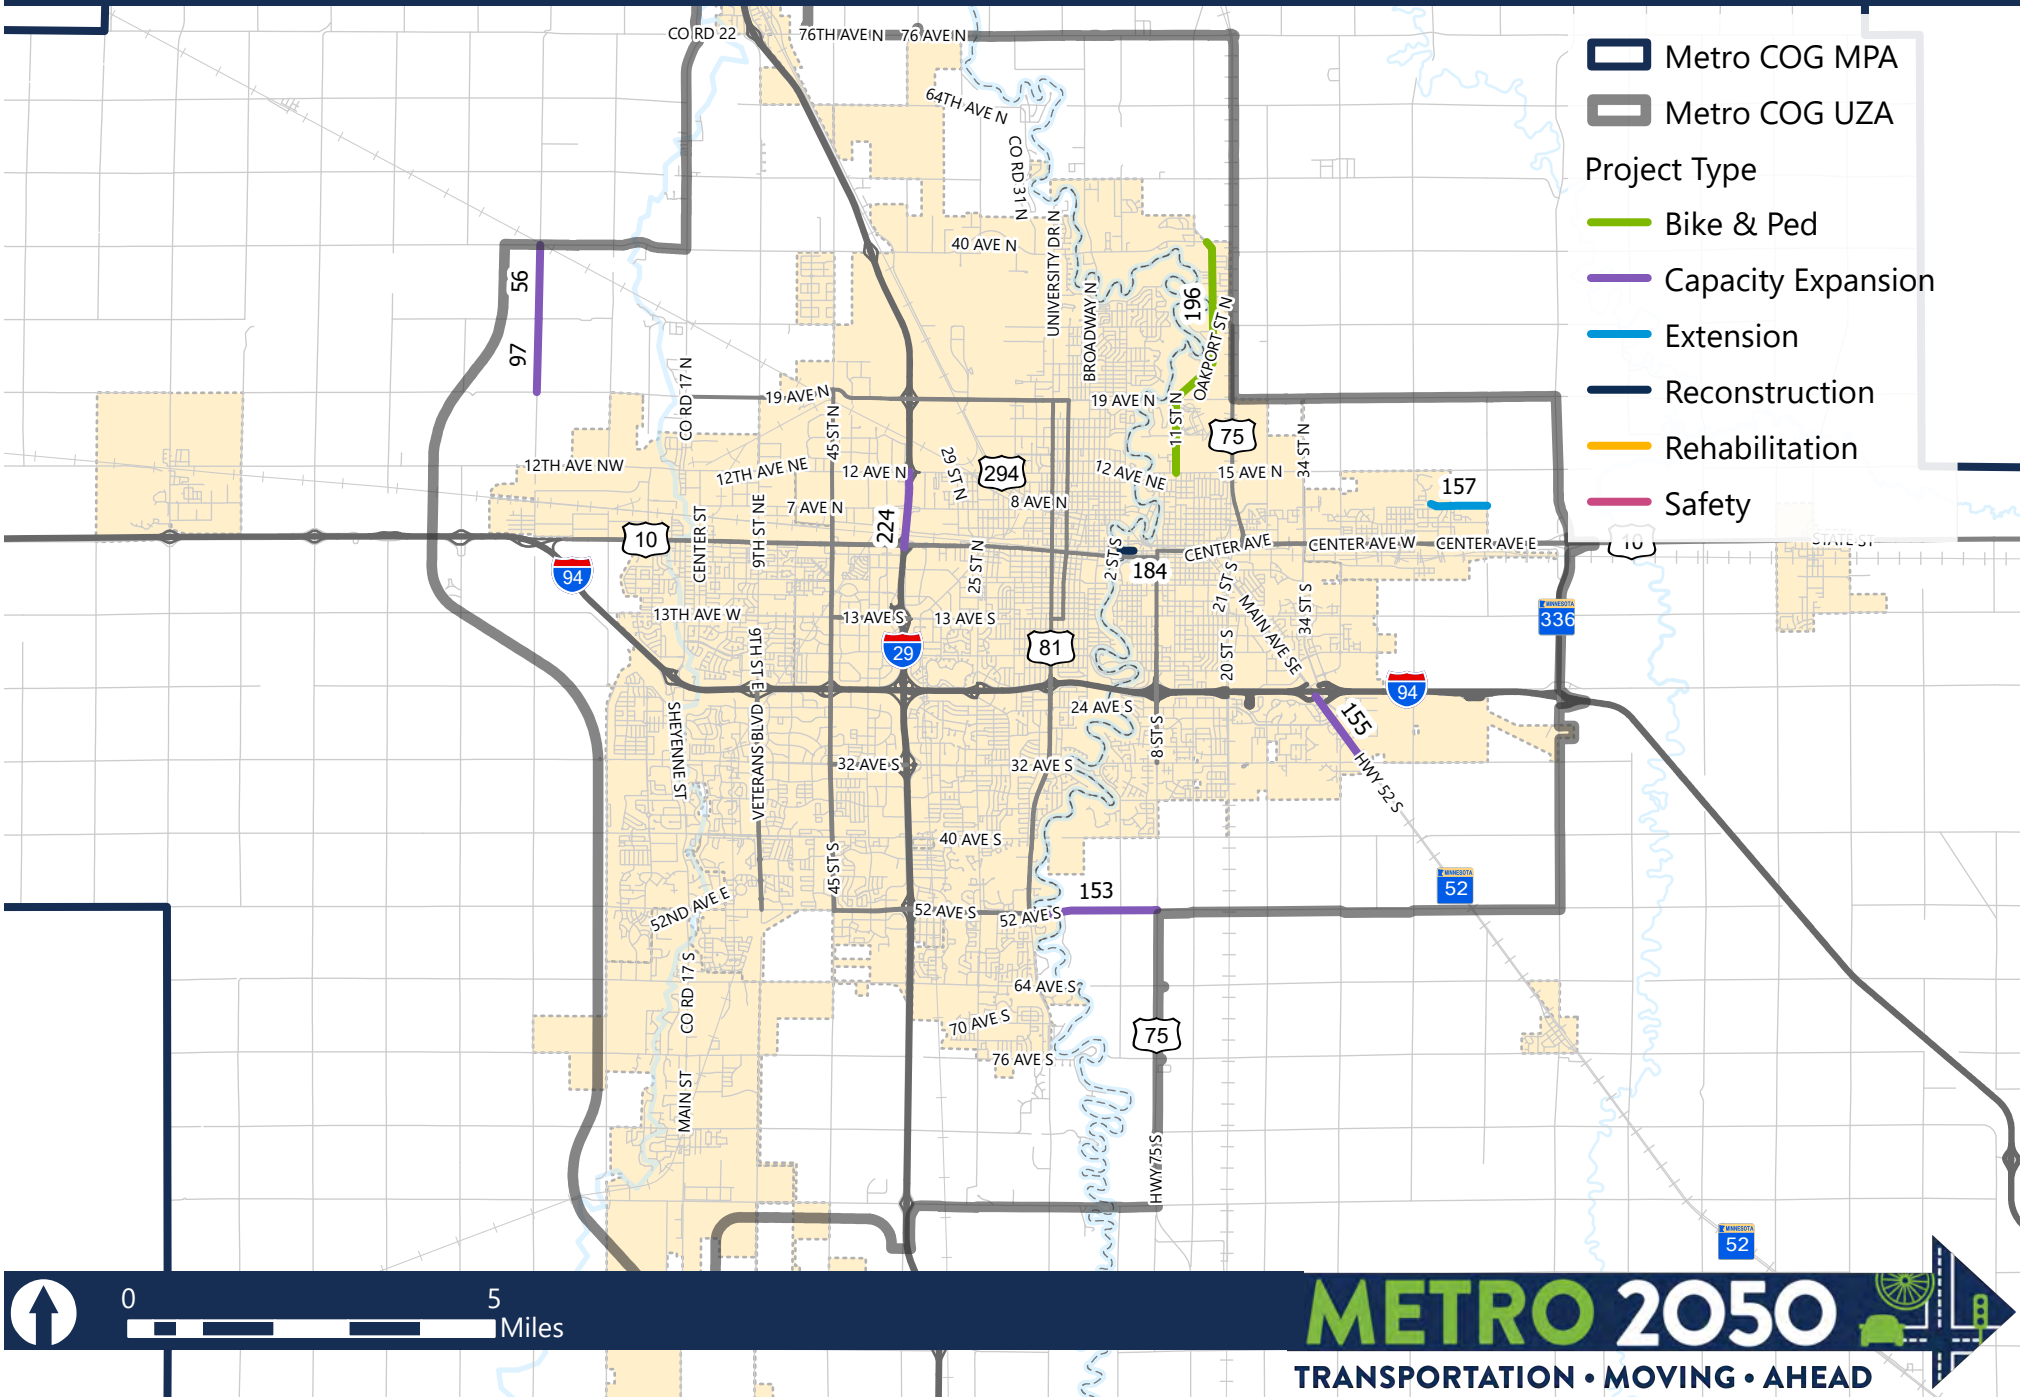 CO RD 22
76TH AVE N
76 AVE N
Metro COG MPA
Metro COG UZA
Project Type
Bike & Ped
Capacity Expansion
Extension
Reconstruction
Rehabilitation
Safety
64TH AVE N
CO RD 31 N
UNIVERSITY DR N
40 AVE N
BROADWAY N
56
97
196
OAKPORT ST N
CO RD 17 N
19 AVE N
45 ST N
19 AVE N
11 ST N
75
34 ST N
12TH AVE NW
12TH AVE NE
12 AVE N
29 ST N
294
12 AVE NE
15 AVE N
157
7 AVE N
8 AVE N
9TH ST NE
CENTER ST
224
10
94
25 ST N
2 ST S
184
CENTER AVE
CENTER AVE W
CENTER AVE E
10
STATE ST
13TH AVE W
13 AVE S
13 AVE S
21 ST S
MAIN AVE SE
34 ST S
MINNESOTA
336
9TH ST E
29
81
20 ST S
94
24 AVE S
8 ST S
155
SHEYENNE ST
VETERANS BLVD
32 AVE S
32 AVE S
HWY 52 S
40 AVE S
45 ST S
MINNESOTA
52
153
52ND AVE E
52 AVE S
52 AVE S
CO RD 17 S
64 AVE S
70 AVE S
75
76 AVE S
MAIN ST
HWY 75 S
MINNESOTA
52
0
5
Miles
METRO 2050
TRANSPORTATION • MOVING • AHEAD